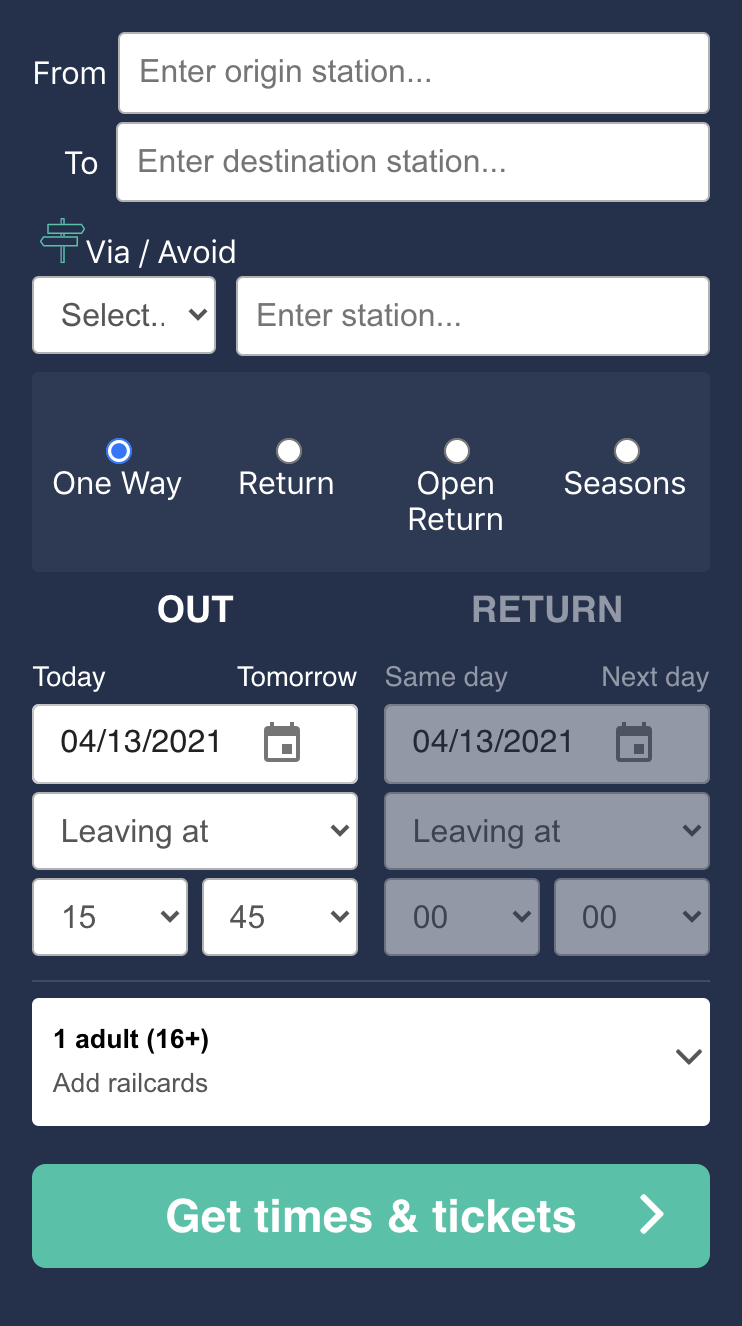 From Enter origin station...
To Enter destination station...
Via / Avoid
Select.. Enter station...
One Way Return Open Return Seasons
OUT RETURN
Today Tomorrow Same day Next day
04/13/2021 04/13/2021
Leaving at Leaving at
15 45 00 00
1 adult (16+)
Add railcards
Get times & tickets